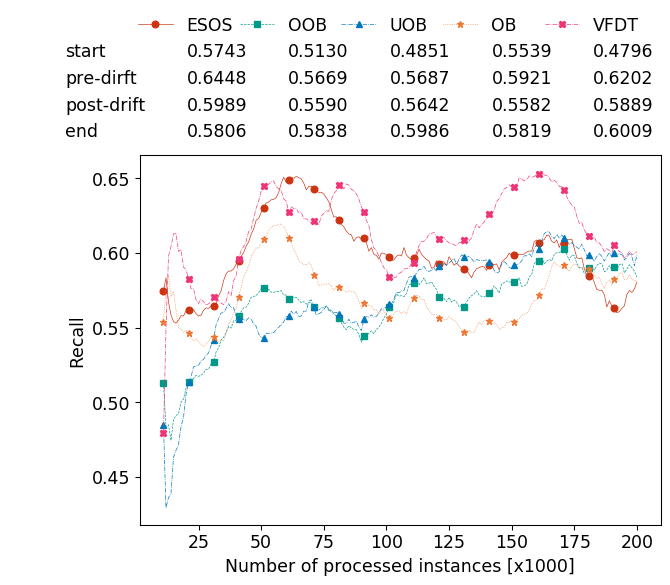 ESOS OOB UOB OB VFDT
start 0.5743 0.5130 0.4851 0.5539 0.4796
pre-dirft 0.6448 0.5669 0.5687 0.5921 0.6202
post-drift 0.5989 0.5590 0.5642 0.5582 0.5889
end 0.5806 0.5838 0.5986 0.5819 0.6009
0.65
0.60
0.55
0.50
0.45
Recall
25 50 75 100 125 150 175 200
Number of processed instances [x1000]